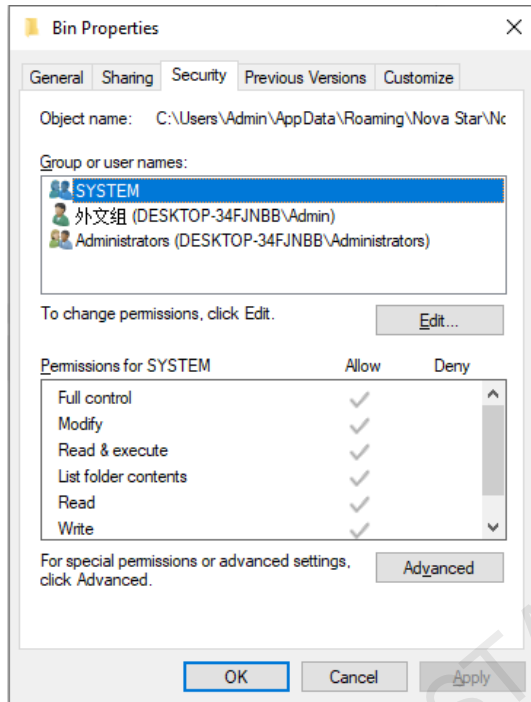 Bin Properties
General Sharing Security Previous Versions Customize
Object name: C:\Users\Admin\AppData\Roaming\Nova Star\Nc
Group or user names:
SYSTEM
外文组 (DESKTOP-34FJNBB\Admin)
Administrators (DESKTOP-34FJNBB\Administrators)
To change permissions, click Edit.
Edit...
Permissions for SYSTEM Allow Deny
Full control
Modify
Read & execute
List folder contents
Read
Write
For special permissions or advanced settings,
click Advanced.
Advanced
OK Cancel Apply